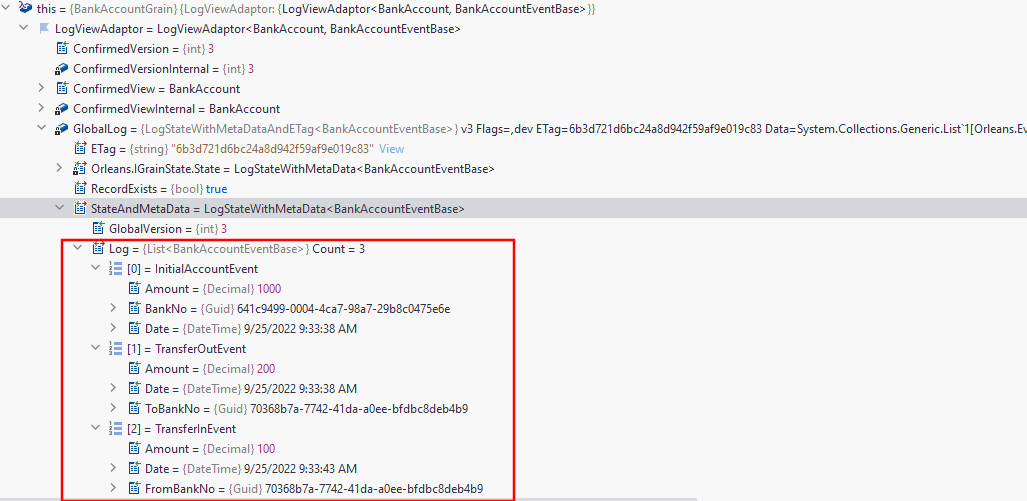 this = {BankAccountGrain} {LogViewAdaptor: {LogViewAdaptor<BankAccount, BankAccountEventBase>}}
LogViewAdaptor = LogViewAdaptor<BankAccount, BankAccountEventBase>
ConfirmedVersion = {int} 3
ConfirmedVersionInternal = {int} 3
ConfirmedView = BankAccount
ConfirmedViewInternal = BankAccount
GlobalLog = {LogStateWithMetaDataAndETag<BankAccountEventBase>} v3 Flags=,dev ETag=6b3d721d6bc24a8d942f59af9e019c83 Data=System.Collections.Generic.List`1[Orleans.Ev
ETag = {string} "6b3d721d6bc24a8d942f59af9e019c83" View
Orleans.IGrainState.State = LogStateWithMetaData<BankAccountEventBase>
RecordExists = {bool} true
StateAndMetaData = LogStateWithMetaData<BankAccountEventBase>
GlobalVersion = {int} 3
Log = {List<BankAccountEventBase>} Count = 3
[0] = InitialAccountEvent
Amount = {Decimal} 1000
BankNo = {Guid} 641c9499-0004-4ca7-98a7-29b8c0475e6e
Date = {DateTime} 9/25/2022 9:33:38 AM
[1] = TransferOutEvent
Amount = {Decimal} 200
Date = {DateTime} 9/25/2022 9:33:38 AM
ToBankNo = {Guid} 70368b7a-7742-41da-a0ee-bfdbc8deb4b9
[2] = TransferInEvent
Amount = {Decimal} 100
Date = {DateTime} 9/25/2022 9:33:43 AM
FromBankNo = {Guid} 70368b7a-7742-41da-a0ee-bfdbc8deb4b9